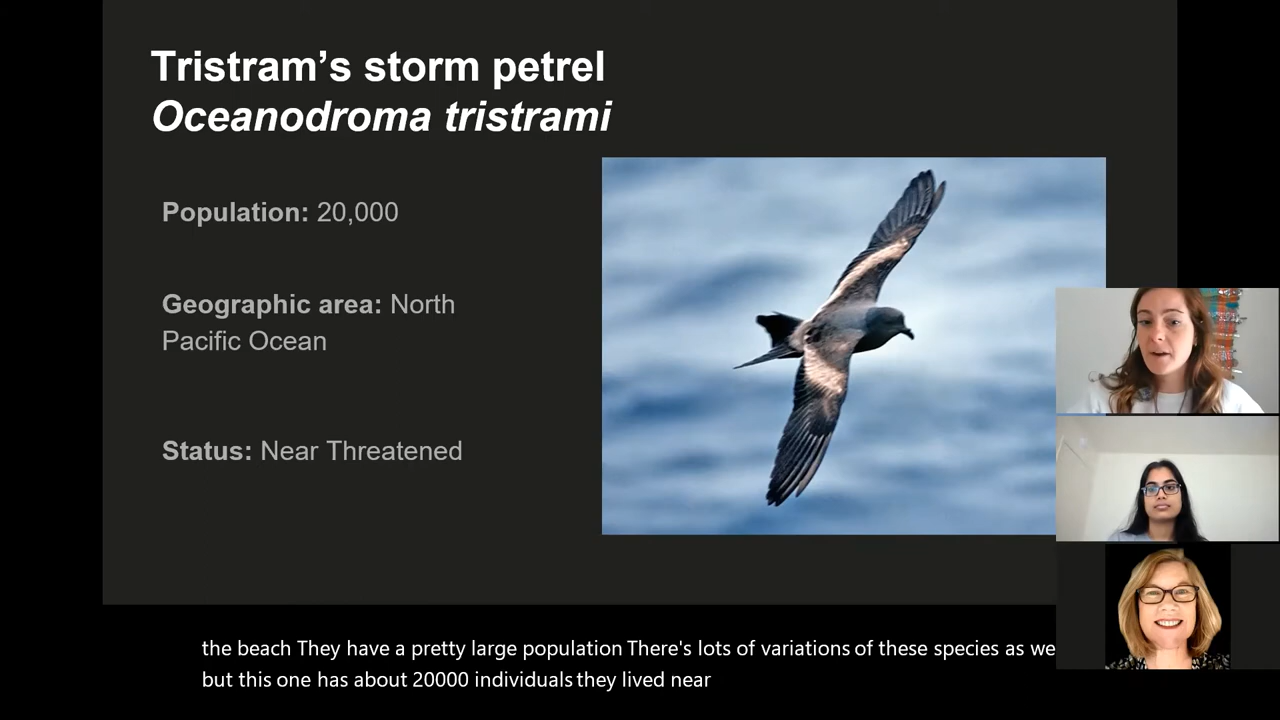 Tristram’s storm petrel
Oceanodroma tristrami
Population: 20,000
Geographic area: North
Pacific Ocean
Status: Near Threatened
the beach They have a pretty large population There's lots of variations of these species as we
but this one has about 20000 individuals they lived near